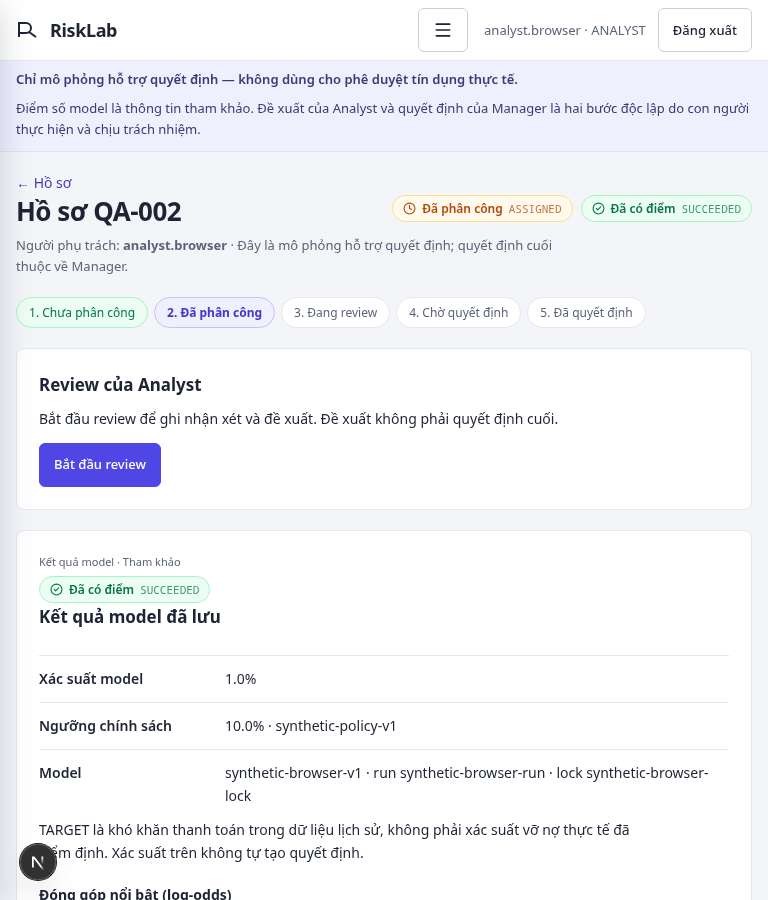 RiskLab
analyst.browser · ANALYST
Đăng xuất
Chỉ mô phỏng hỗ trợ quyết định — không dùng cho phê duyệt tín dụng thực tế.
Điểm số model là thông tin tham khảo. Đề xuất của Analyst và quyết định của Manager là hai bước độc lập do con người
thực hiện và chịu trách nhiệm.
← Hồ sơ
Hồ sơ QA-002
Đã phân công ASSIGNED
Đã có điểm SUCCEEDED
Người phụ trách: analyst.browser · Đây là mô phỏng hỗ trợ quyết định; quyết định cuối
thuộc về Manager.
1. Chưa phân công
2. Đã phân công
3. Đang review
4. Chờ quyết định
5. Đã quyết định
Review của Analyst
Bắt đầu review để ghi nhận xét và đề xuất. Đề xuất không phải quyết định cuối.
Bắt đầu review
Kết quả model · Tham khảo
Đã có điểm SUCCEEDED
Kết quả model đã lưu
Xác suất model 1.0%
Ngưỡng chính sách 10.0% · synthetic-policy-v1
Model synthetic-browser-v1 · run synthetic-browser-run · lock synthetic-browser-
lock
TARGET là khó khăn thanh toán trong dữ liệu lịch sử, không phải xác suất vỡ nợ thực tế đã
định. Xác suất trên không tự tạo quyết định.
Đóng góp nổi bật (log-odds)